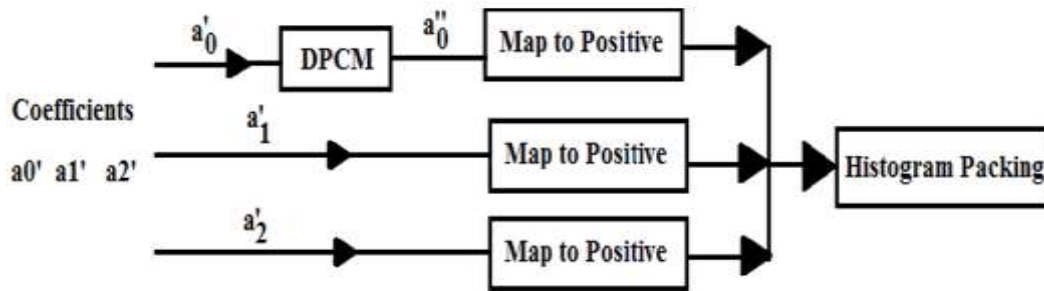 a'0
DPCM
a''0
Map to Positive
Coefficients
a0' a1' a2'
a'1
Map to Positive
Histogram Packing
a'2
Map to Positive